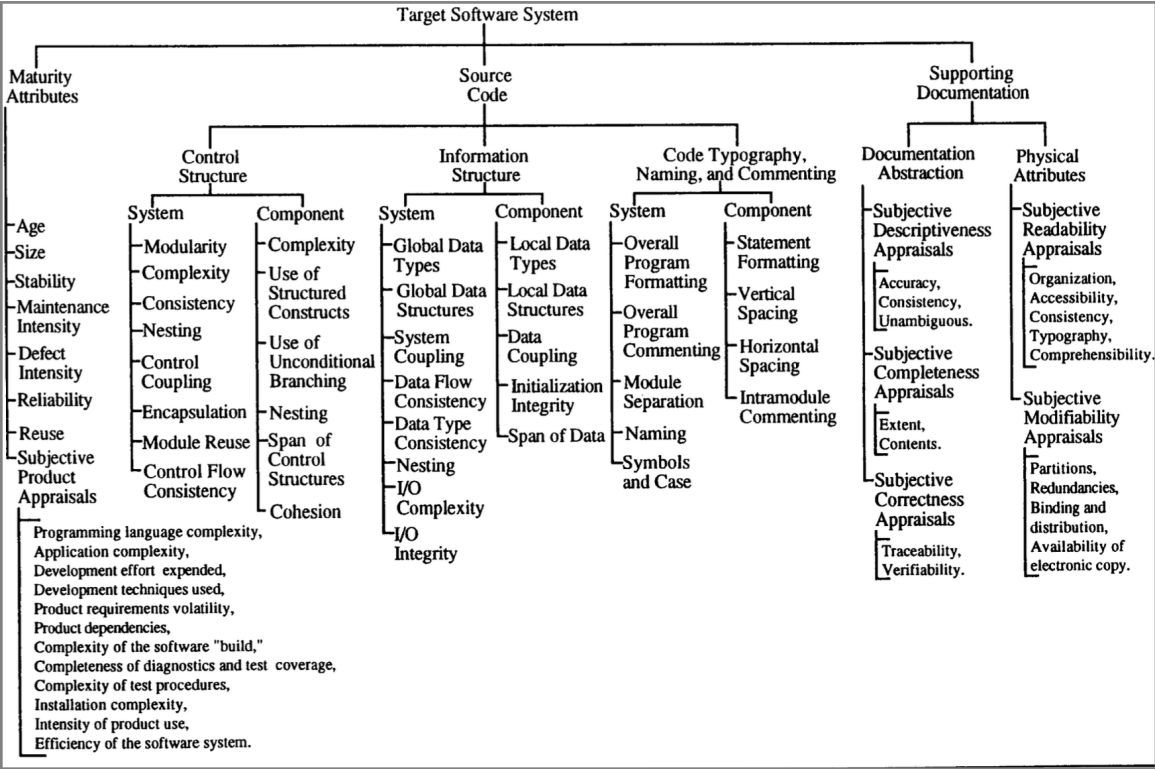 Target Software System
Maturity
Attributes
Age
Size
Stability
Maintenance
Intensity
Defect
Intensity
Reliability
Reuse
Subjective
Product
Appraisals
Programming language complexity,
Application complexity,
Development effort expended,
Development techniques used,
Product requirements volatility,
Product dependencies,
Complexity of the software "build,"
Completeness of diagnostics and test coverage,
Complexity of test procedures,
Installation complexity,
Intensity of product use,
Efficiency of the software system.
Source
Code
Control
Structure
System
Modularity
Complexity
Consistency
Nesting
Control
Coupling
Encapsulation
Module Reuse
Control Flow
Consistency
Component
Complexity
Use of
Structured
Constructs
Use of
Unconditional
Branching
Nesting
Span of
Control
Structures
Cohesion
Information
Structure
System
Global Data
Types
Global Data
Structures
System
Coupling
Data Flow
Consistency
Data Type
Consistency
Nesting
I/O
Complexity
I/O
Integrity
Component
Local Data
Types
Local Data
Structures
Data
Coupling
Initialization
Integrity
Span of Data
Code Typography,
Naming, and Commenting
System
Overall
Program
Formatting
Overall
Program
Commenting
Module
Separation
Naming
Symbols
and Case
Component
Statement
Formatting
Vertical
Spacing
Horizontal
Spacing
Intramodule
Commenting
Supporting
Documentation
Documentation
Abstraction
Subjective
Descriptiveness
Appraisals
Accuracy,
Consistency,
Unambiguous.
Subjective
Completeness
Appraisals
Extent,
Contents.
Subjective
Correctness
Appraisals
Traceability,
Verifiability.
Physical
Attributes
Subjective
Readability
Appraisals
Organization,
Accessibility,
Consistency,
Typography,
Comprehensibility.
Subjective
Modifiability
Appraisals
Partitions,
Redundancies,
Binding and
distribution,
Availability of
electronic copy.